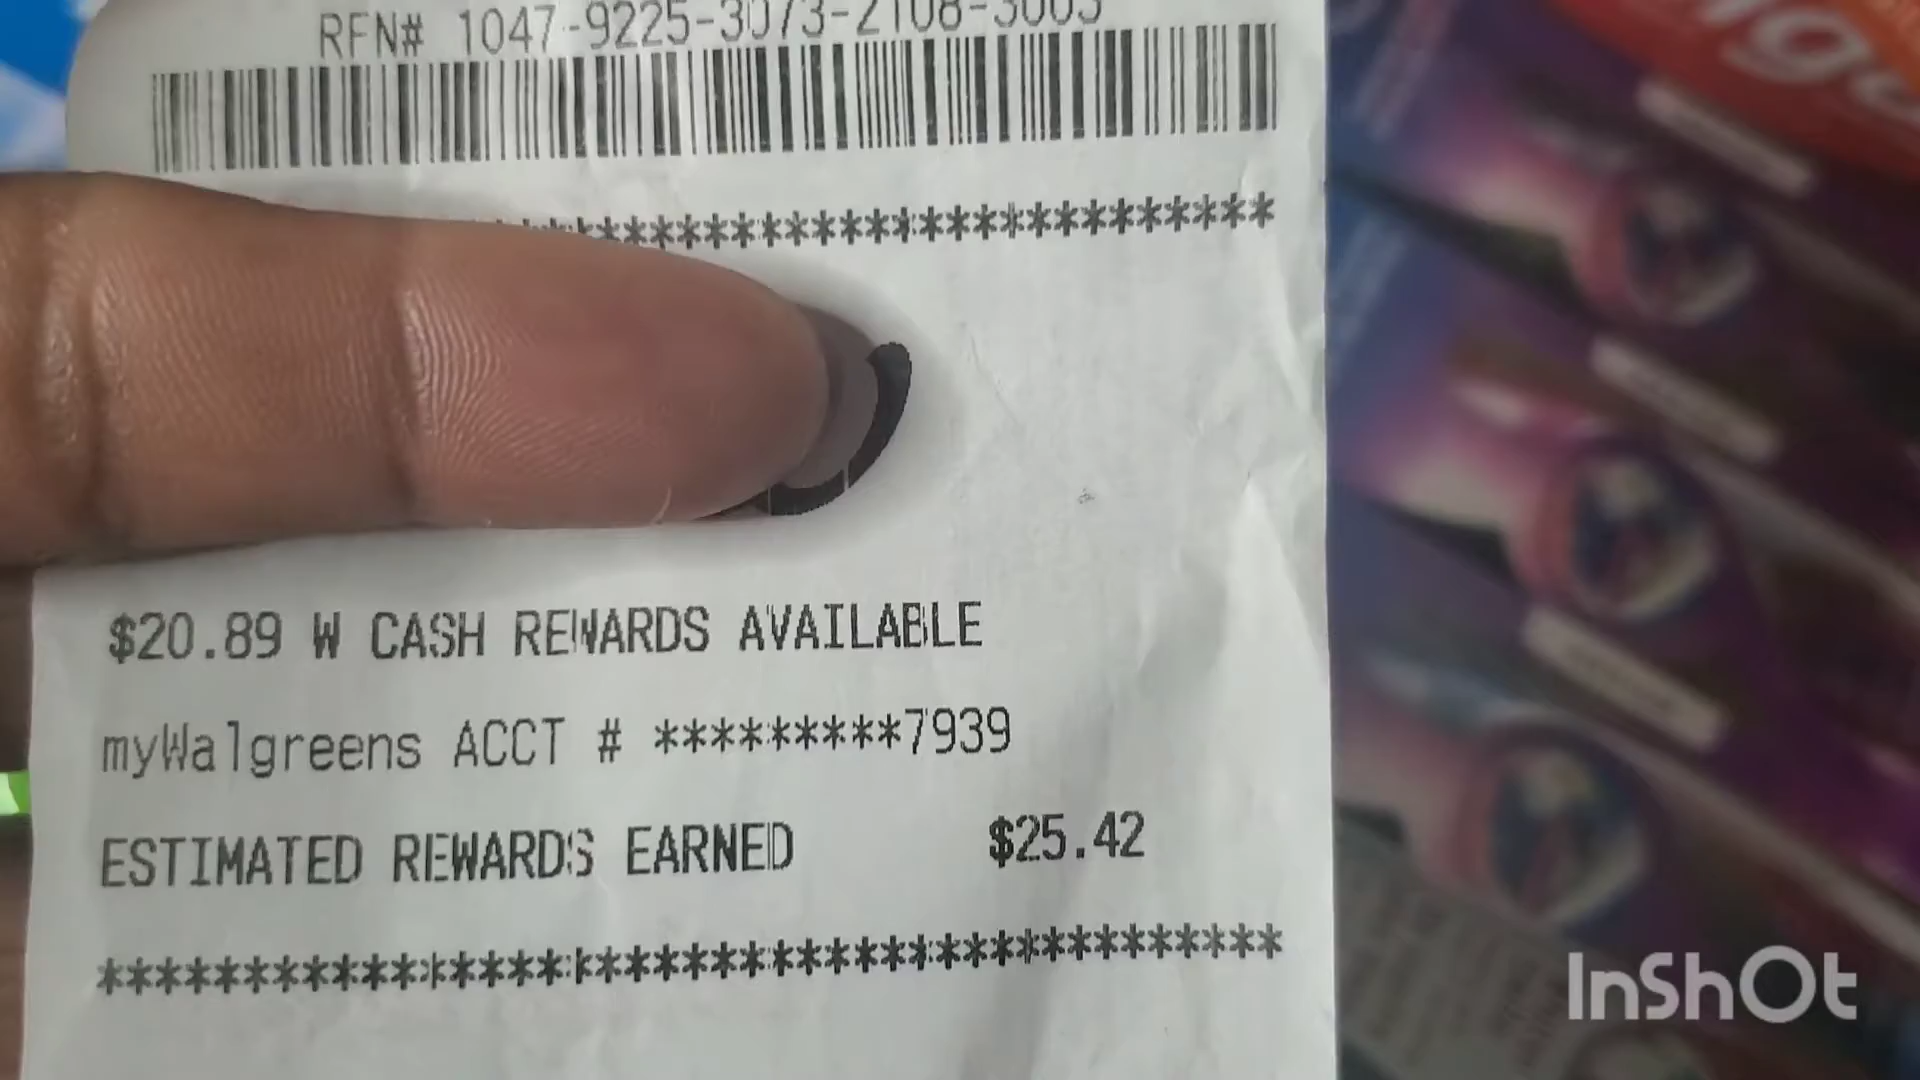 RFN# 1047-9225-3073-2108-3003
*****************************
$20.89 W CASH REWARDS AVAILABLE
myWalgreens ACCT # *********7939
ESTIMATED REWARDS EARNED $25.42
******************************************
InShOt